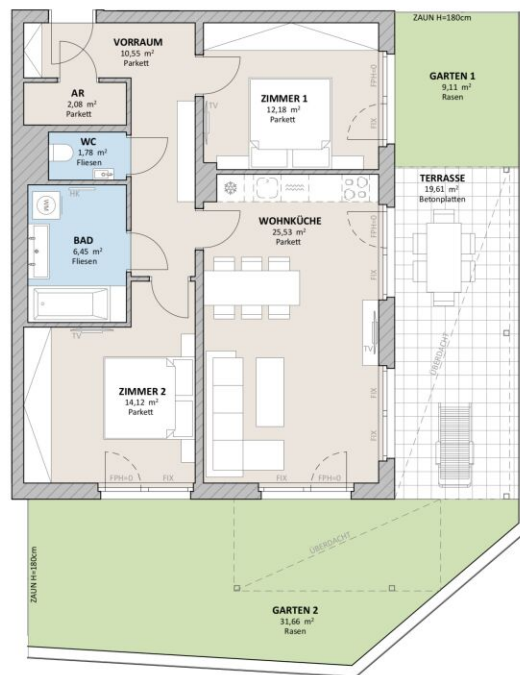 ZAUN H=180cm
VORRAUM
10,55 m²
Parkett
AR
2,08 m²
Parkett
ZIMMER 1
12,18 m²
Parkett
TV
FPH=0
FIX
GARTEN 1
9,11 m²
Rasen
WC
1,78 m²
Fliesen
HK
WM
BAD
6,45 m²
Fliesen
WOHNKÜCHE
25,53 m²
Parkett
FPH=0
FIX
TV
FIX
FPH=0
TERRASSE
19,61 m²
Betonplatten
ÜBERDACHT
TV
ZIMMER 2
14,12 m²
Parkett
FPH=0
FIX
FIX
FPH=0
ZAUN H=180cm
ÜBERDACHT
GARTEN 2
31,66 m²
Rasen